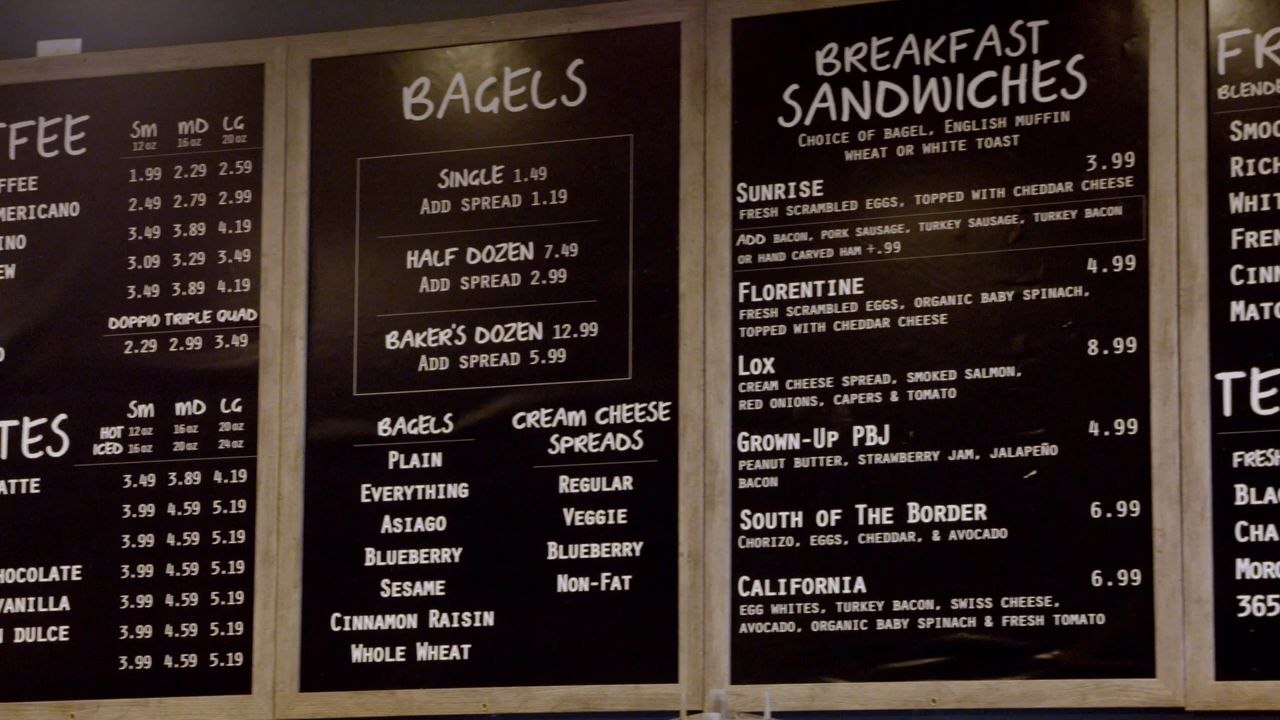 FFEE
Sm MD LG
12oz 16oz 20oz
FFEE 1.99 2.29 2.59
MERICANO 2.49 2.79 2.99
INO 3.49 3.89 4.19
EW 3.09 3.29 3.49
3.49 3.89 4.19
DOPPIO TRIPLE QUAD
O 2.29 2.99 3.49
TES
Sm MD LG
HOT 12oz 16oz 20oz
ICED 16oz 20oz 24oz
ATTE 3.49 3.89 4.19
3.99 4.59 5.19
3.99 4.59 5.19
HOCOLATE 3.99 4.59 5.19
VANILLA 3.99 4.59 5.19
DULCE 3.99 4.59 5.19
3.99 4.59 5.19
BAGELS
SINGLE 1.49
ADD SPREAD 1.19
HALF DOZEN 7.49
ADD SPREAD 2.99
BAKER'S DOZEN 12.99
ADD SPREAD 5.99
BAGELS
PLAIN
EVERYTHING
ASIAGO
BLUEBERRY
SESAME
CINNAMON RAISIN
WHOLE WHEAT
CREAM CHEESE
SPREADS
REGULAR
VEGGIE
BLUEBERRY
NON-FAT
BREAKFAST
SANDWICHES
CHOICE OF BAGEL, ENGLISH MUFFIN
WHEAT OR WHITE TOAST
SUNRISE 3.99
FRESH SCRAMBLED EGGS, TOPPED WITH CHEDDAR CHEESE
ADD BACON, PORK SAUSAGE, TURKEY SAUSAGE, TURKEY BACON
OR HAND CARVED HAM +.99
FLORENTINE 4.99
FRESH SCRAMBLED EGGS, ORGANIC BABY SPINACH,
TOPPED WITH CHEDDAR CHEESE
LOX 8.99
CREAM CHEESE SPREAD, SMOKED SALMON,
RED ONIONS, CAPERS & TOMATO
GROWN-UP PBJ 4.99
PEANUT BUTTER, STRAWBERRY JAM, JALAPEÑO
BACON
SOUTH OF THE BORDER 6.99
CHORIZO, EGGS, CHEDDAR, & AVOCADO
CALIFORNIA 6.99
EGG WHITES, TURKEY BACON, SWISS CHEESE,
AVOCADO, ORGANIC BABY SPINACH & FRESH TOMATO
FR
BLENDE
SMOO
RICH
WHIT
FREN
CINN
MATC
TE
FRESH
BLA
CHA
MORO
365